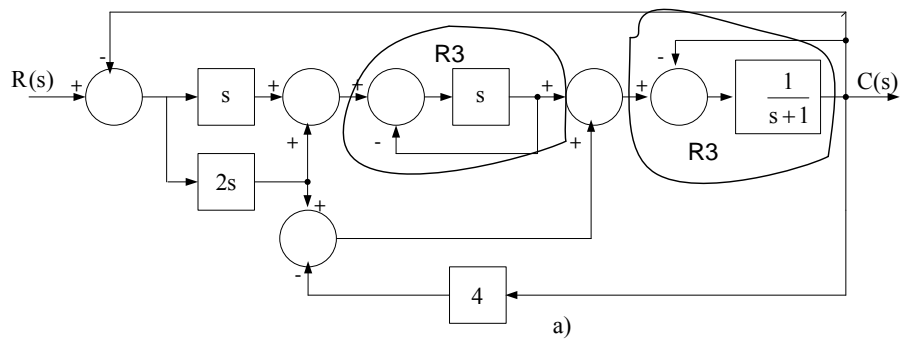 -
R(s)
+
s
+
+
2s
R3
+
-
s
+
+
+
-
R3
1
s+1
C(s)
+
-
4
a)